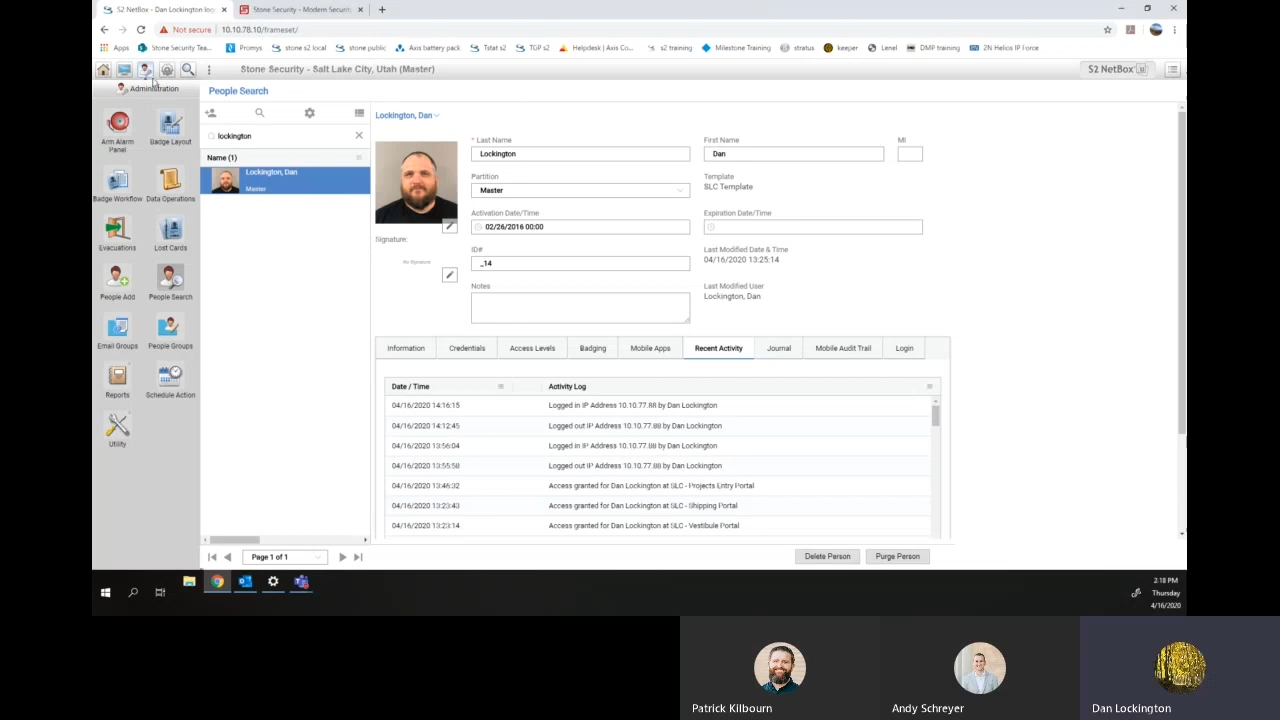 S2 NetBox - Dan Lockington log
Stone Security - Modern Securit
Not secure
10.10.78.10/frameset/
Apps
Stone Security Tea...
Promys
stone s2 local
stone public
Axis battery pack
Tstat s2
TGP s2
Helpdesk | Axis Co...
s2 training
Milestone Training
stratus
keeper
Lenel
DMP training
2N Helios IP Force
Stone Security - Salt Lake City, Utah (Master)
S2 NetBox
Administration
People Search
Arm Alarm
Panel
Badge Layout
Badge Workflow
Data Operations
Evacuations
Lost Cards
People Add
People Search
Email Groups
People Groups
Reports
Schedule Action
Utility
lockington
Name (1)
Lockington, Dan
Master
Page 1 of 1
Lockington, Dan
Signature:
No Signature
* Last Name
Lockington
First Name
Dan
MI
Partition
Master
Template
SLC Template
Activation Date/Time
02/26/2016 00:00
Expiration Date/Time
ID#
_14
Last Modified Date & Time
04/16/2020 13:25:14
Notes
Last Modified User
Lockington, Dan
Information
Credentials
Access Levels
Badging
Mobile Apps
Recent Activity
Journal
Mobile Audit Trail
Login
Date / Time
Activity Log
04/16/2020 14:16:15
Logged in IP Address 10.10.77.88 by Dan Lockington
04/16/2020 14:12:45
Logged out IP Address 10.10.77.88 by Dan Lockington
04/16/2020 13:56:04
Logged in IP Address 10.10.77.88 by Dan Lockington
04/16/2020 13:55:58
Logged out IP Address 10.10.77.88 by Dan Lockington
04/16/2020 13:46:32
Access granted for Dan Lockington at SLC - Projects Entry Portal
04/16/2020 13:23:43
Access granted for Dan Lockington at SLC - Shipping Portal
04/16/2020 13:23:14
Access granted for Dan Lockington at SLC - Vestibule Portal
Delete Person
Purge Person
2:18 PM
Thursday
4/16/2020
Patrick Kilbourn
Andy Schreyer
Dan Lockington